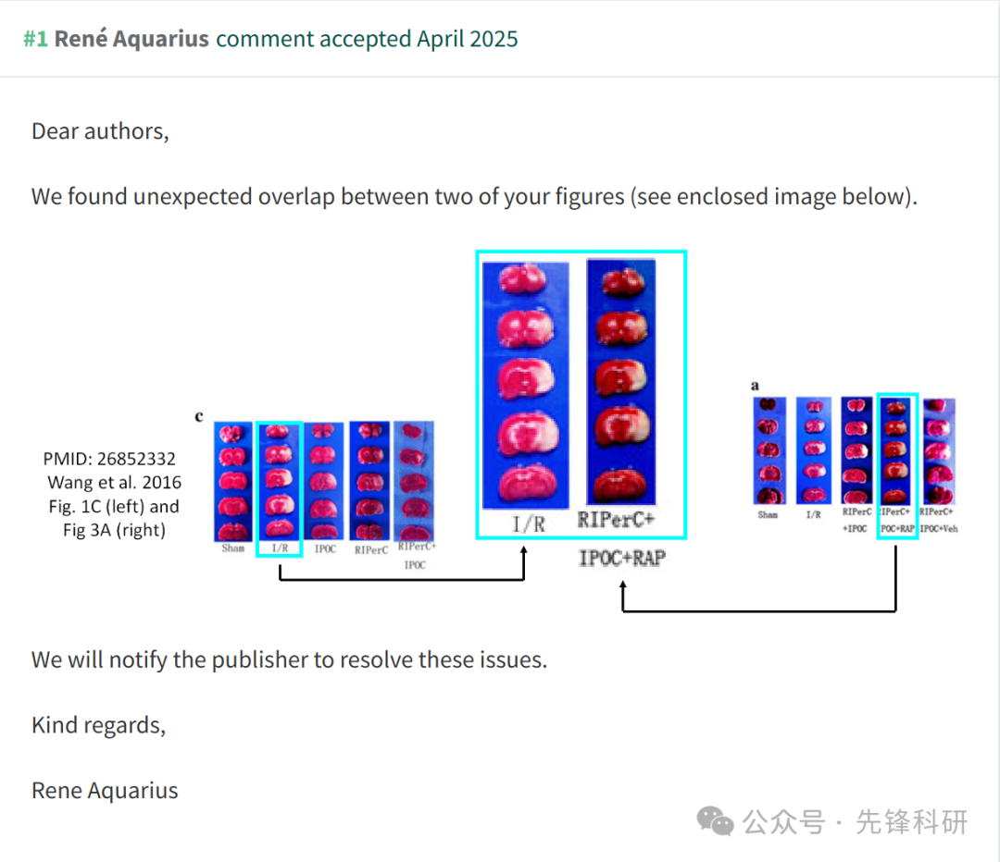 #1 René Aquarius comment accepted April 2025
Dear authors,
We found unexpected overlap between two of your figures (see enclosed image below).
I/R
RIPerC+
IPOC+RAP
c
PMID: 26852332
Wang et al. 2016
Fig. 1C (left) and
Fig 3A (right)
Sham I/R IPOC RIPerC RIPerC+
IPOC
a
Sham I/R RIPerC IPerC+ RIPerC+
+IPOC POC+RAP IPOC+Veh
We will notify the publisher to resolve these issues.
Kind regards,
Rene Aquarius
公众号 · 先锋科研